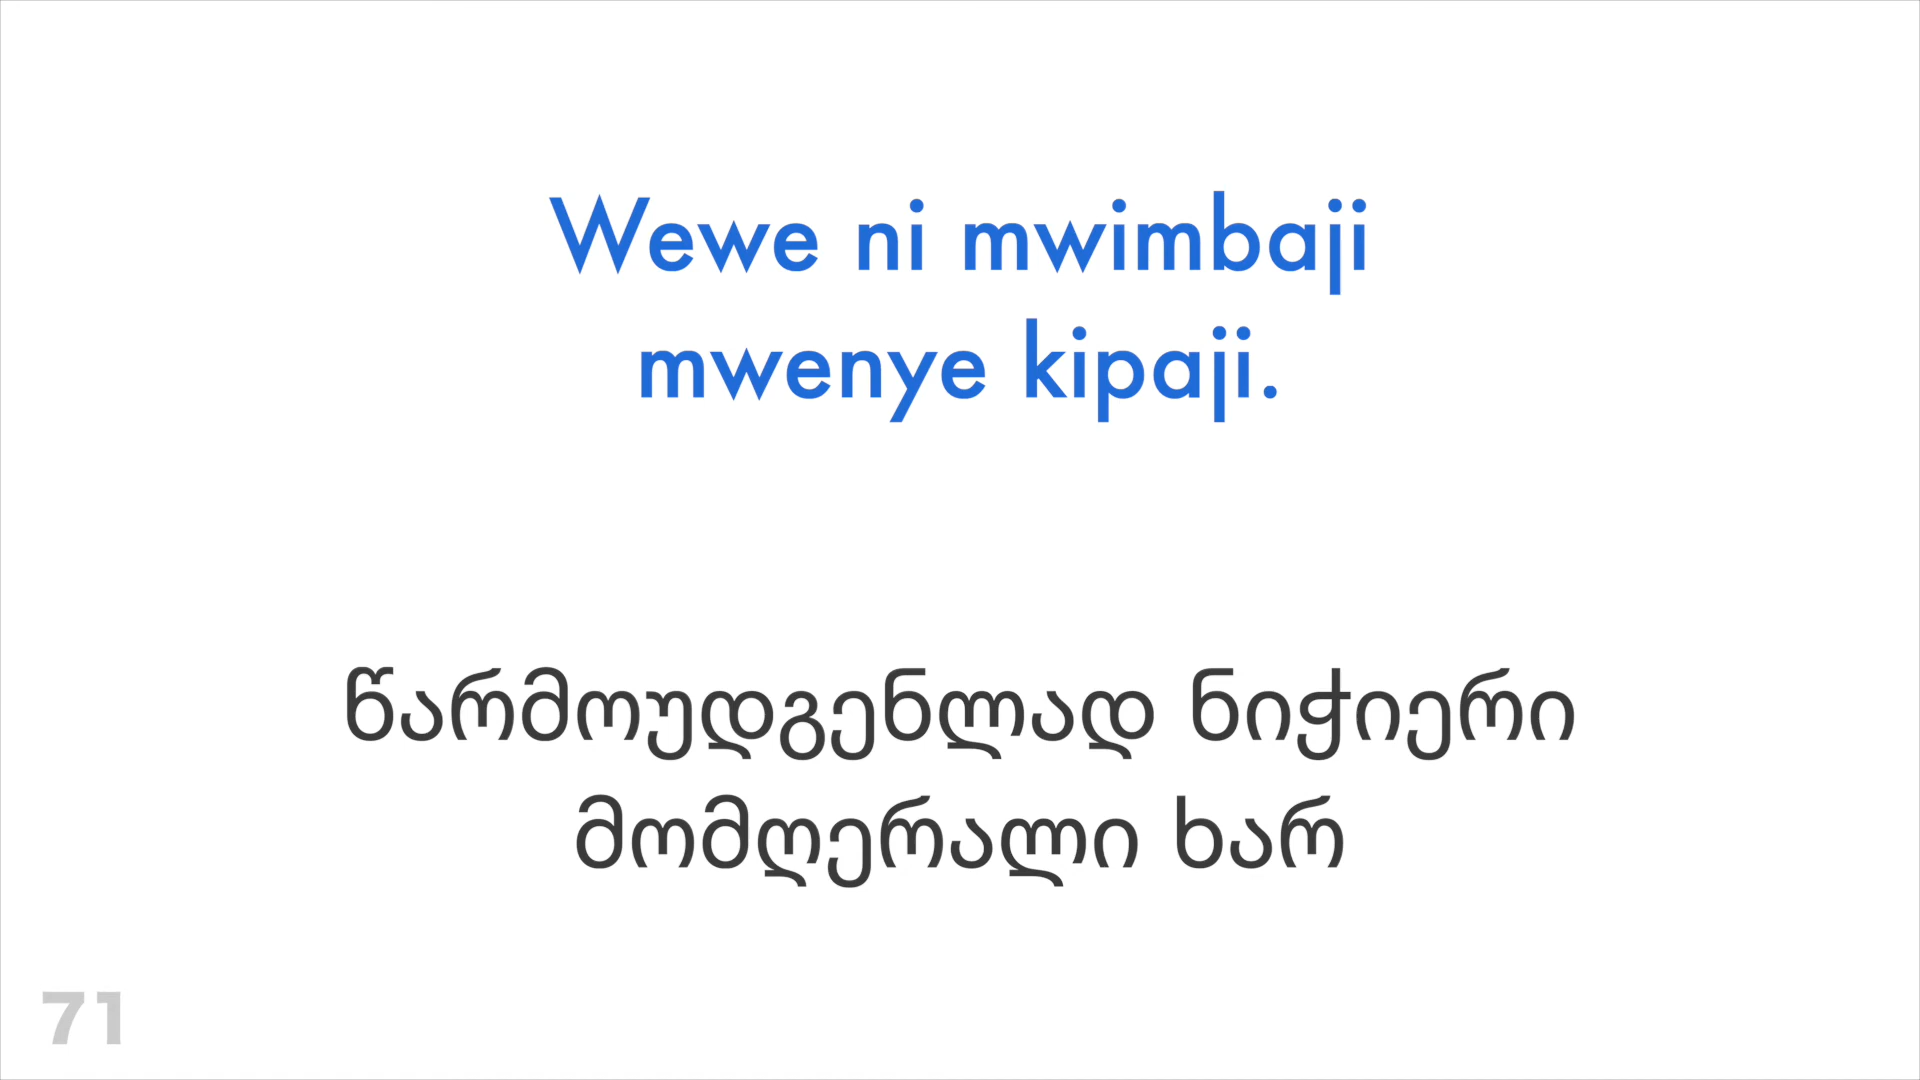 Wewe ni mwimbaji
mwenye kipaji.
წარმოუდგენლად ნიჭიერი
მომღერალი ხარ
71